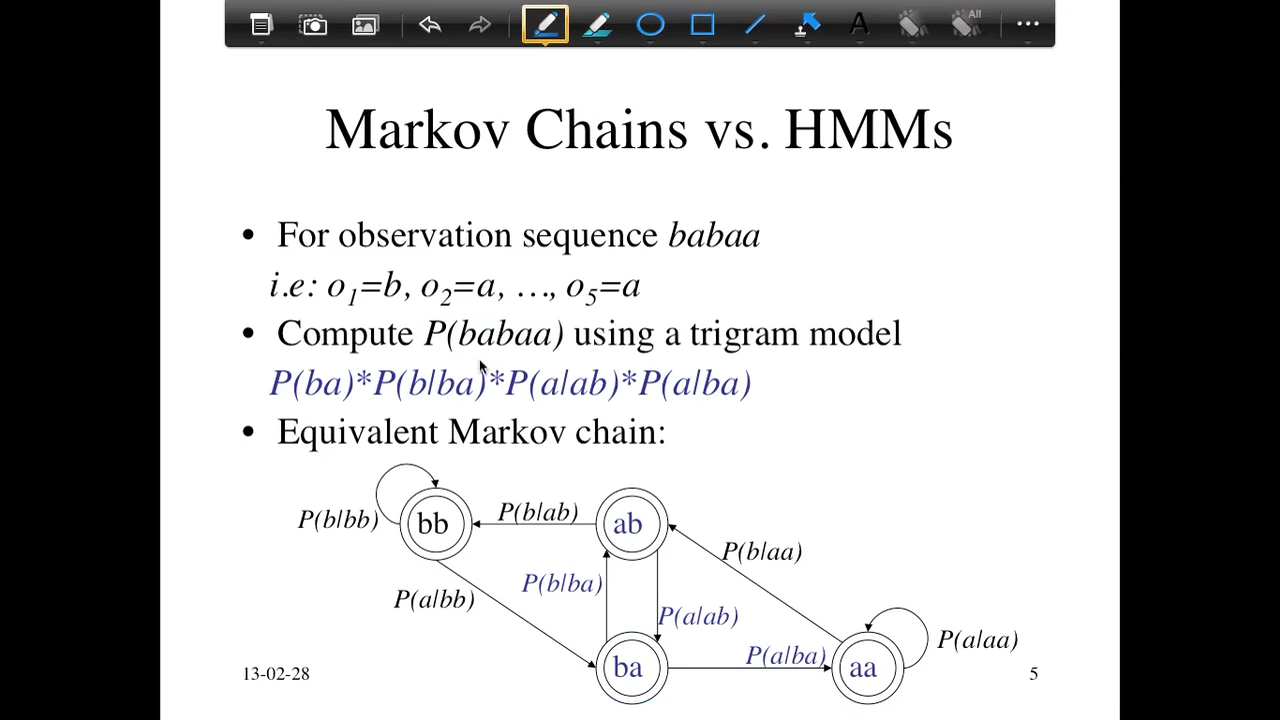 All
A
Markov Chains vs. HMMs
• For observation sequence babaa
i.e: o1=b, o2=a, …, o5=a
• Compute P(babaa) using a trigram model
P(ba)*P(b|ba)*P(a|ab)*P(a|ba)
• Equivalent Markov chain:
P(b|bb)
bb
P(b|ab)
ab
P(b|aa)
P(a|bb)
P(b|ba)
P(a|ab)
ba
P(a|ba)
aa
P(a|aa)
13-02-28
5